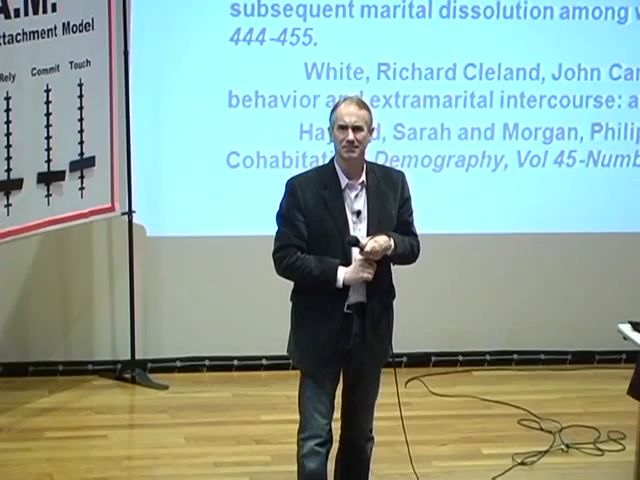 A.M.
ttachment Model
Rely Commit Touch
subsequent marital dissolution among
444-455.
White, Richard Cleland, John Car
behavior and extramarital intercourse: a
Sarah and Morgan, Philip
Cohabitat Demography, Vol 45-Numb